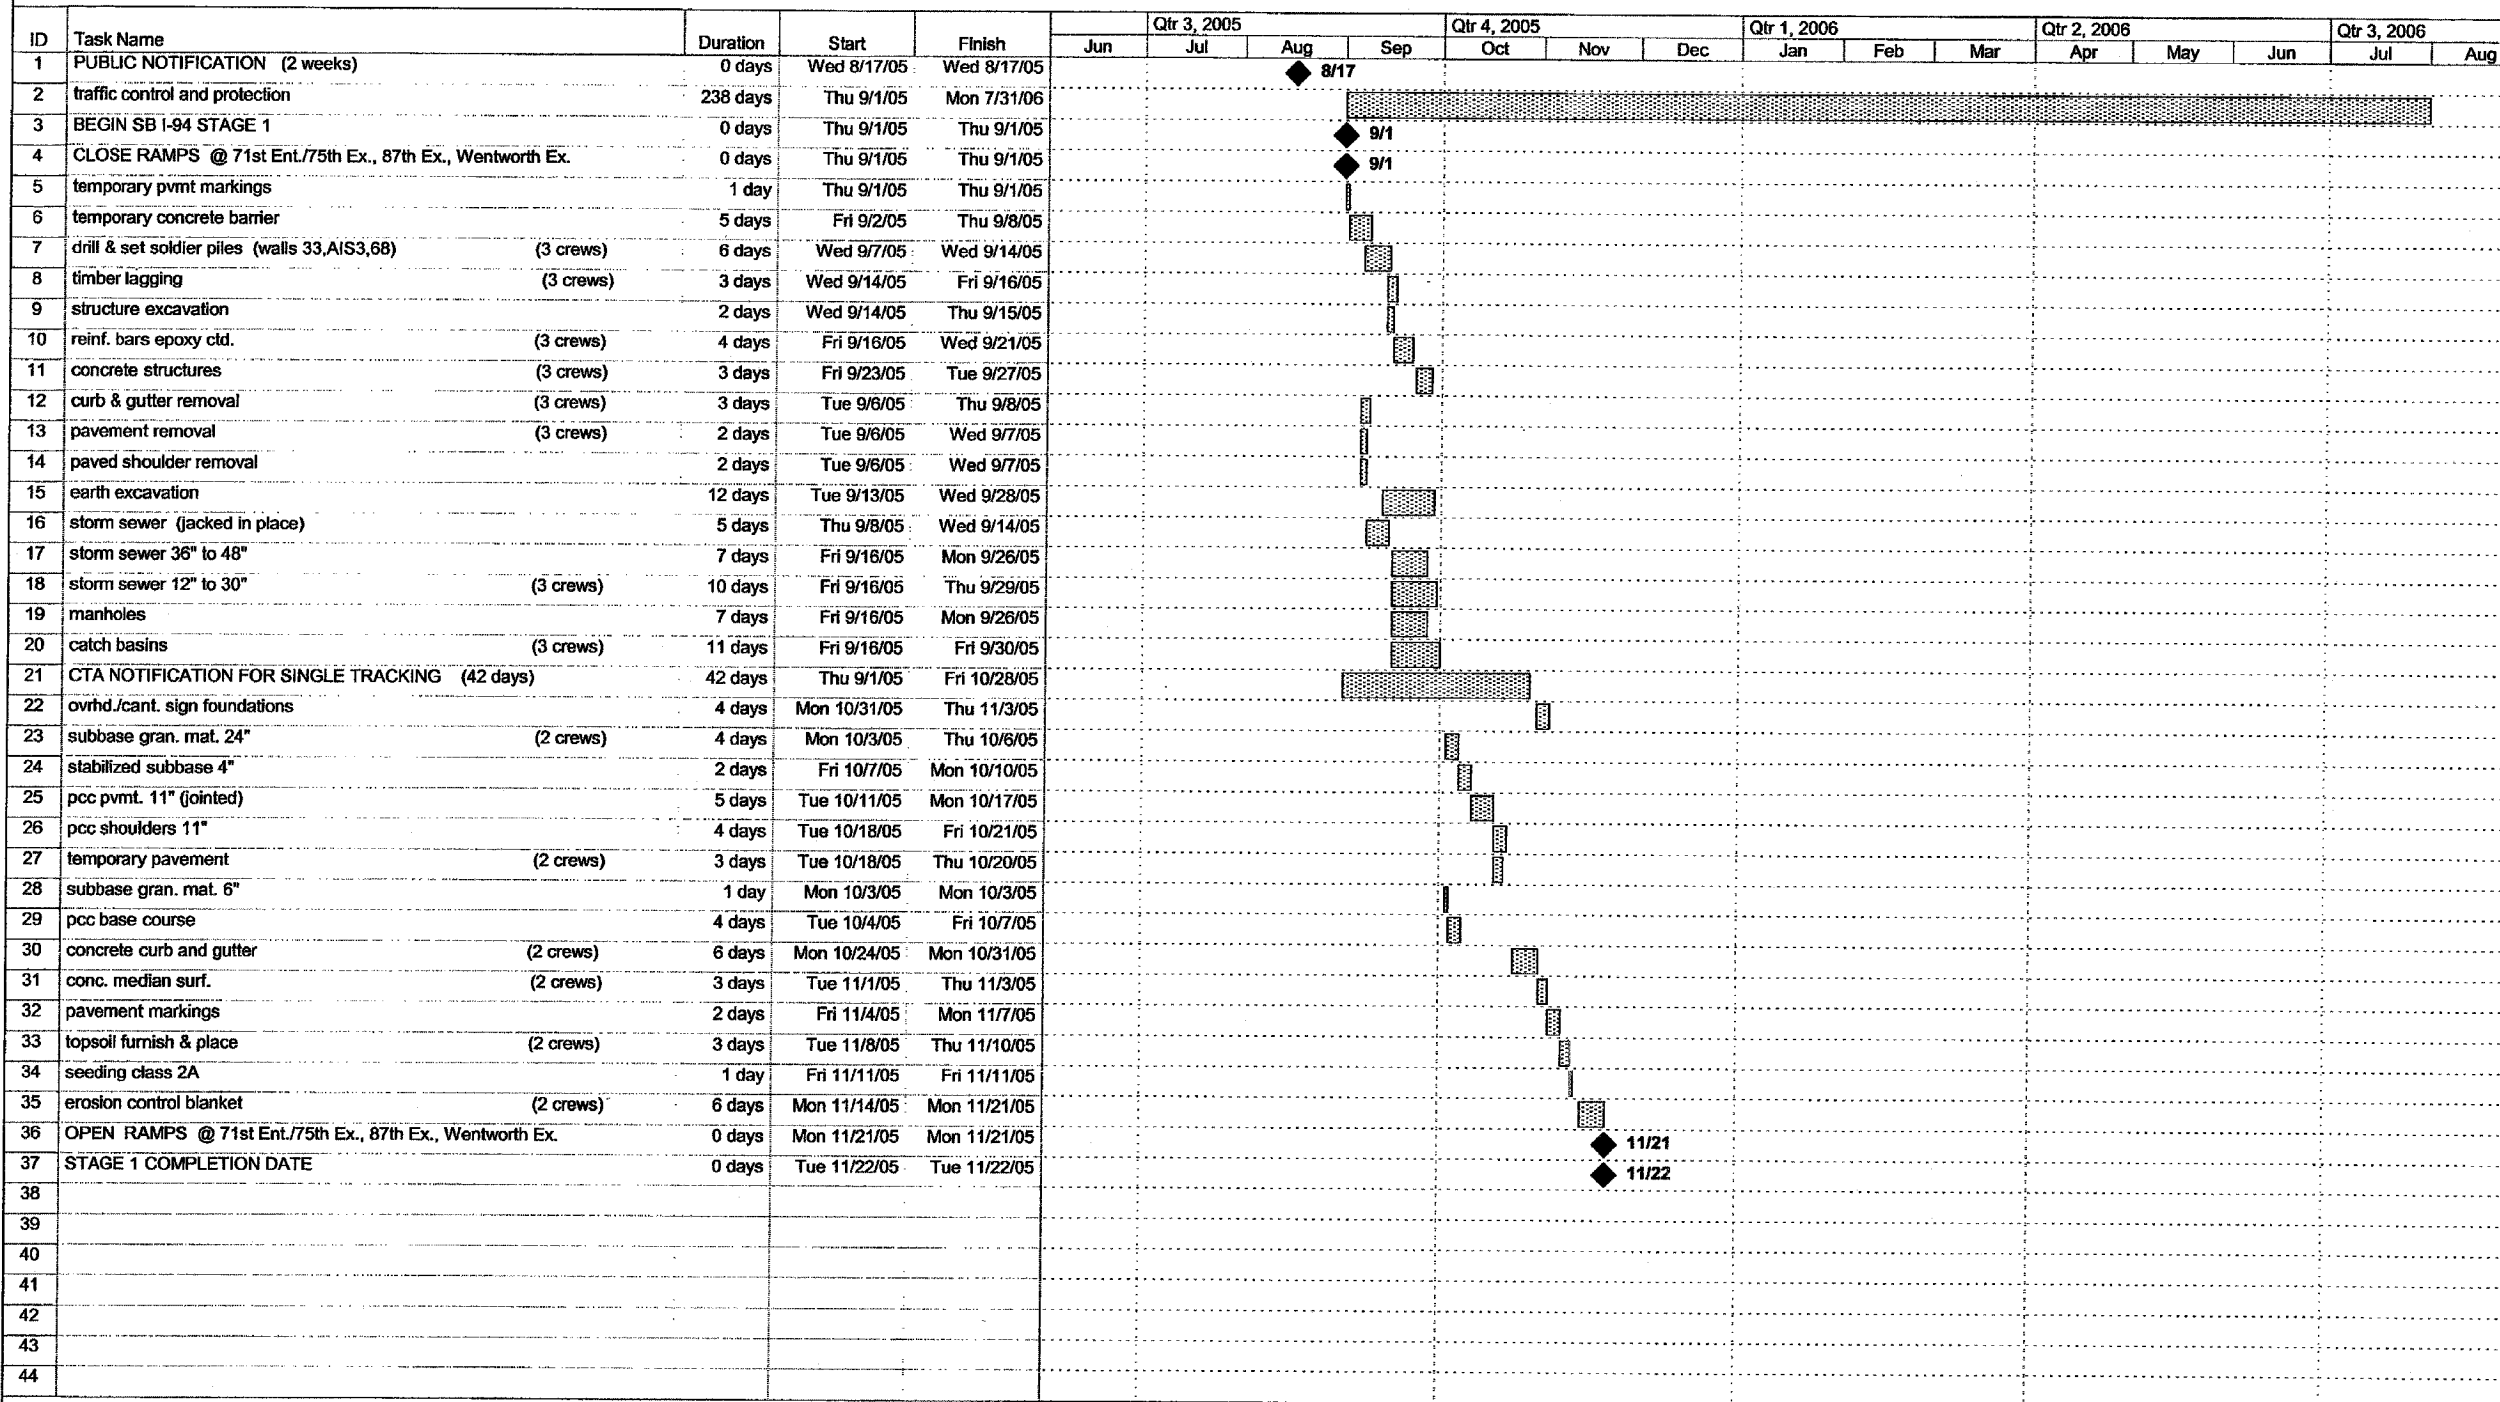 Qtr 3, 2005 Qtr 4, 2005 Qtr 1, 2006 Qtr 2, 2006 Qtr 3, 2006
ID Task Name Duration Start Finish Jun Jul Aug Sep Oct Nov Dec Jan Feb Mar Apr May Jun Jul Aug
1 PUBLIC NOTIFICATION (2 weeks) 0 days Wed 8/17/05 Wed 8/17/05 8/17
2 traffic control and protection 238 days Thu 9/1/05 Mon 7/31/06
3 BEGIN SB I-94 STAGE 1 0 days Thu 9/1/05 Thu 9/1/05 9/1
4 CLOSE RAMPS @ 71st Ent./75th Ex., 87th Ex., Wentworth Ex. 0 days Thu 9/1/05 Thu 9/1/05 9/1
5 temporary pvmt markings 1 day Thu 9/1/05 Thu 9/1/05
6 temporary concrete barrier 5 days Fri 9/2/05 Thu 9/8/05
7 drill & set soldier piles (walls 33,AIS3,68) (3 crews) 6 days Wed 9/7/05 Wed 9/14/05
8 timber lagging (3 crews) 3 days Wed 9/14/05 Fri 9/16/05
9 structure excavation 2 days Wed 9/14/05 Thu 9/15/05
10 reinf. bars epoxy ctd. (3 crews) 4 days Fri 9/16/05 Wed 9/21/05
11 concrete structures (3 crews) 3 days Fri 9/23/05 Tue 9/27/05
12 curb & gutter removal (3 crews) 3 days Tue 9/6/05 Thu 9/8/05
13 pavement removal (3 crews) 2 days Tue 9/6/05 Wed 9/7/05
14 paved shoulder removal 2 days Tue 9/6/05 Wed 9/7/05
15 earth excavation 12 days Tue 9/13/05 Wed 9/28/05
16 storm sewer (jacked in place) 5 days Thu 9/8/05 Wed 9/14/05
17 storm sewer 36" to 48" 7 days Fri 9/16/05 Mon 9/26/05
18 storm sewer 12" to 30" (3 crews) 10 days Fri 9/16/05 Thu 9/29/05
19 manholes 7 days Fri 9/16/05 Mon 9/26/05
20 catch basins (3 crews) 11 days Fri 9/16/05 Fri 9/30/05
21 CTA NOTIFICATION FOR SINGLE TRACKING (42 days) 42 days Thu 9/1/05 Fri 10/28/05
22 ovrhd./cant. sign foundations 4 days Mon 10/31/05 Thu 11/3/05
23 subbase gran. mat. 24" (2 crews) 4 days Mon 10/3/05 Thu 10/6/05
24 stabilized subbase 4" 2 days Fri 10/7/05 Mon 10/10/05
25 pcc pvmt. 11" (jointed) 5 days Tue 10/11/05 Mon 10/17/05
26 pcc shoulders 11" 4 days Tue 10/18/05 Fri 10/21/05
27 temporary pavement (2 crews) 3 days Tue 10/18/05 Thu 10/20/05
28 subbase gran. mat. 6" 1 day Mon 10/3/05 Mon 10/3/05
29 pcc base course 4 days Tue 10/4/05 Fri 10/7/05
30 concrete curb and gutter (2 crews) 6 days Mon 10/24/05 Mon 10/31/05
31 conc. median surf. (2 crews) 3 days Tue 11/1/05 Thu 11/3/05
32 pavement markings 2 days Fri 11/4/05 Mon 11/7/05
33 topsoil furnish & place (2 crews) 3 days Tue 11/8/05 Thu 11/10/05
34 seeding class 2A 1 day Fri 11/11/05 Fri 11/11/05
35 erosion control blanket (2 crews) 6 days Mon 11/14/05 Mon 11/21/05
36 OPEN RAMPS @ 71st Ent./75th Ex., 87th Ex., Wentworth Ex. 0 days Mon 11/21/05 Mon 11/21/05 11/21
37 STAGE 1 COMPLETION DATE 0 days Tue 11/22/05 Tue 11/22/05 11/22
38
39
40
41
42
43
44